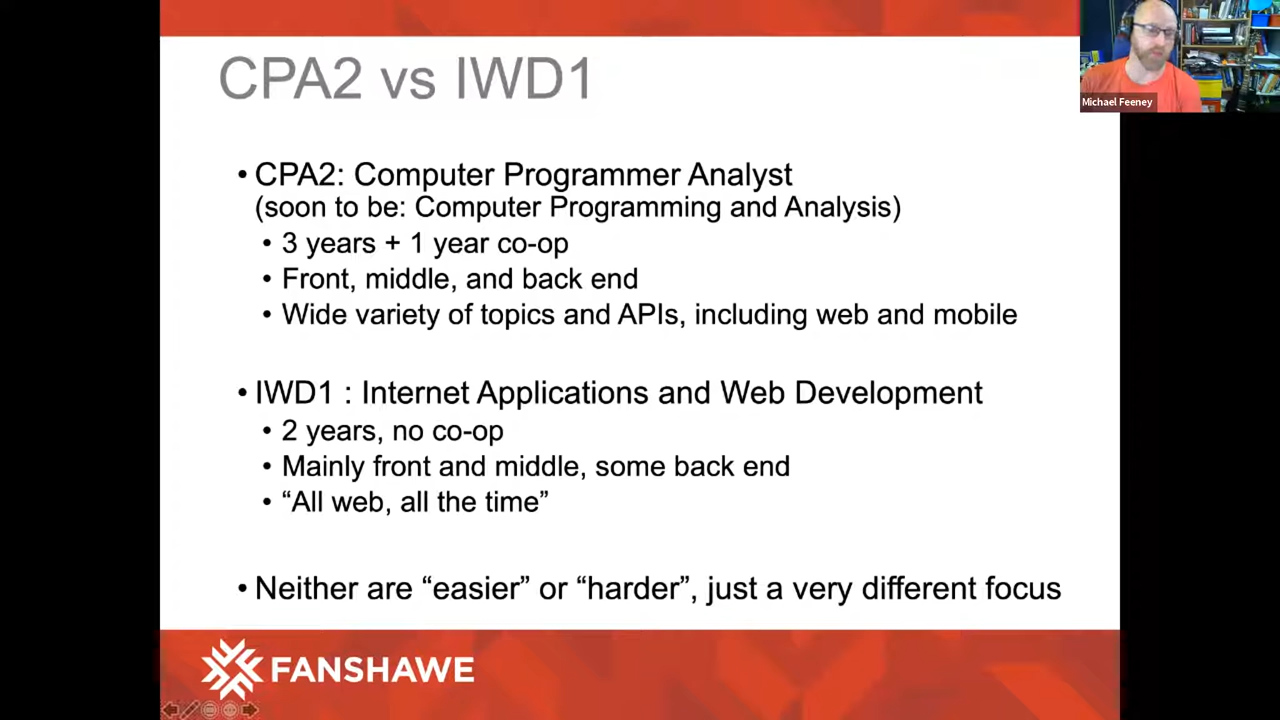 CPA2 vs IWD1
Michael Feeney
• CPA2: Computer Programmer Analyst
(soon to be: Computer Programming and Analysis)
• 3 years + 1 year co-op
• Front, middle, and back end
• Wide variety of topics and APIs, including web and mobile
• IWD1 : Internet Applications and Web Development
• 2 years, no co-op
• Mainly front and middle, some back end
• “All web, all the time”
• Neither are “easier” or “harder”, just a very different focus
FANSHAWE